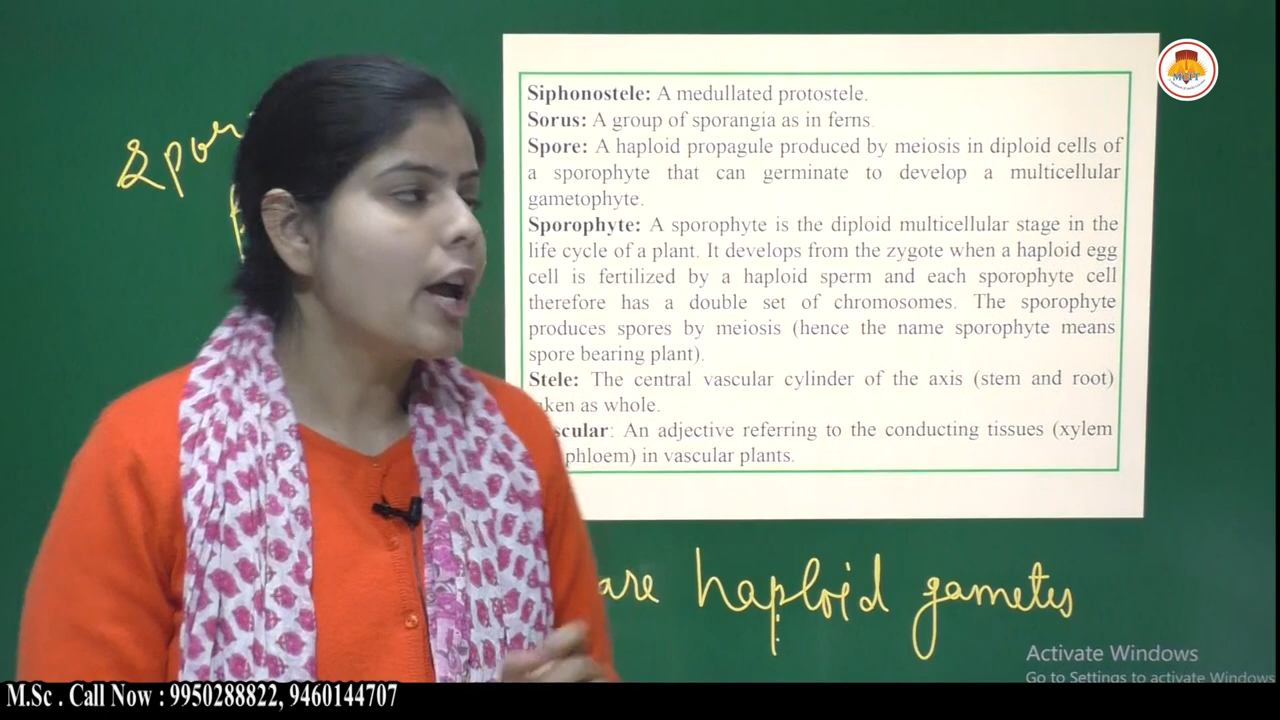 Siphonostele: A medullated protostele.
Sorus: A group of sporangia as in ferns.
Spore: A haploid propagule produced by meiosis in diploid cells of
a sporophyte that can germinate to develop a multicellular
gametophyte.
Sporophyte: A sporophyte is the diploid multicellular stage in the
life cycle of a plant. It develops from the zygote when a haploid egg
cell is fertilized by a haploid sperm and each sporophyte cell
therefore has a double set of chromosomes. The sporophyte
produces spores by meiosis (hence the name sporophyte means
spore bearing plant).
Stele: The central vascular cylinder of the axis (stem and root)
aken as whole.
scular: An adjective referring to the conducting tissues (xylem
phloem) in vascular plants.
Spor
are haploid gametes
MCIT
Activate Windows
Go to Settings to activate Windows
M.Sc . Call Now : 9950288822, 9460144707